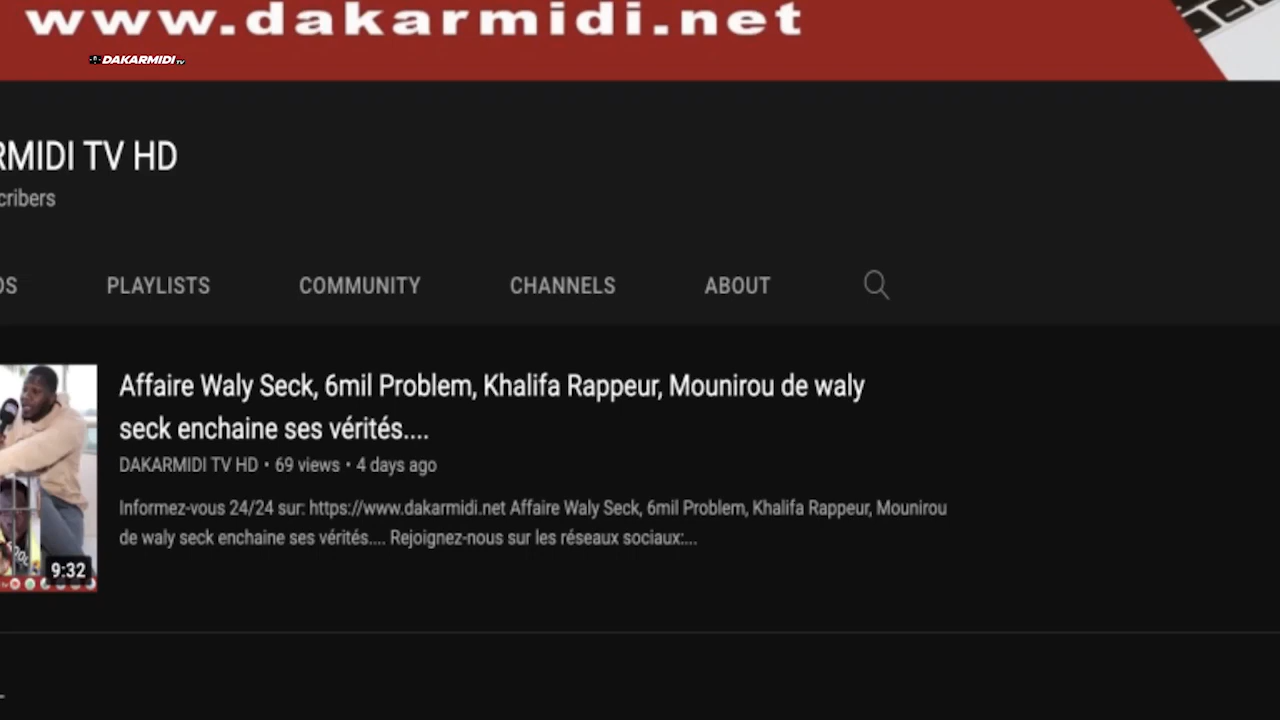 www.dakarmidi.net
DAKARMIDI TV
RMIDI TV HD
cribers
OS
PLAYLISTS
COMMUNITY
CHANNELS
ABOUT
Affaire Waly Seck, 6mil Problem, Khalifa Rappeur, Mounirou de waly
seck enchaine ses vérités....
DAKARMIDI TV HD • 69 views • 4 days ago
Informez-vous 24/24 sur: https://www.dakarmidi.net Affaire Waly Seck, 6mil Problem, Khalifa Rappeur, Mounirou
de waly seck enchaine ses vérités.... Rejoignez-nous sur les réseaux sociaux:...
9:32